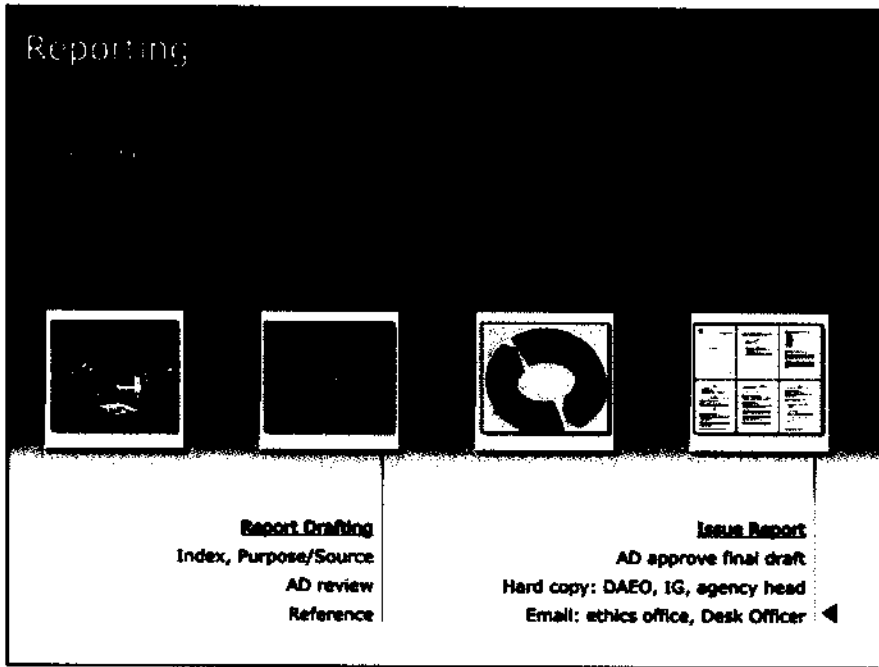 Reporting
Report Drafting
Index, Purpose/Source
AD review
Reference
Issue Report
AD approve final draft
Hard copy: DAEO, IG, agency head
Email: ethics office, Desk Officer